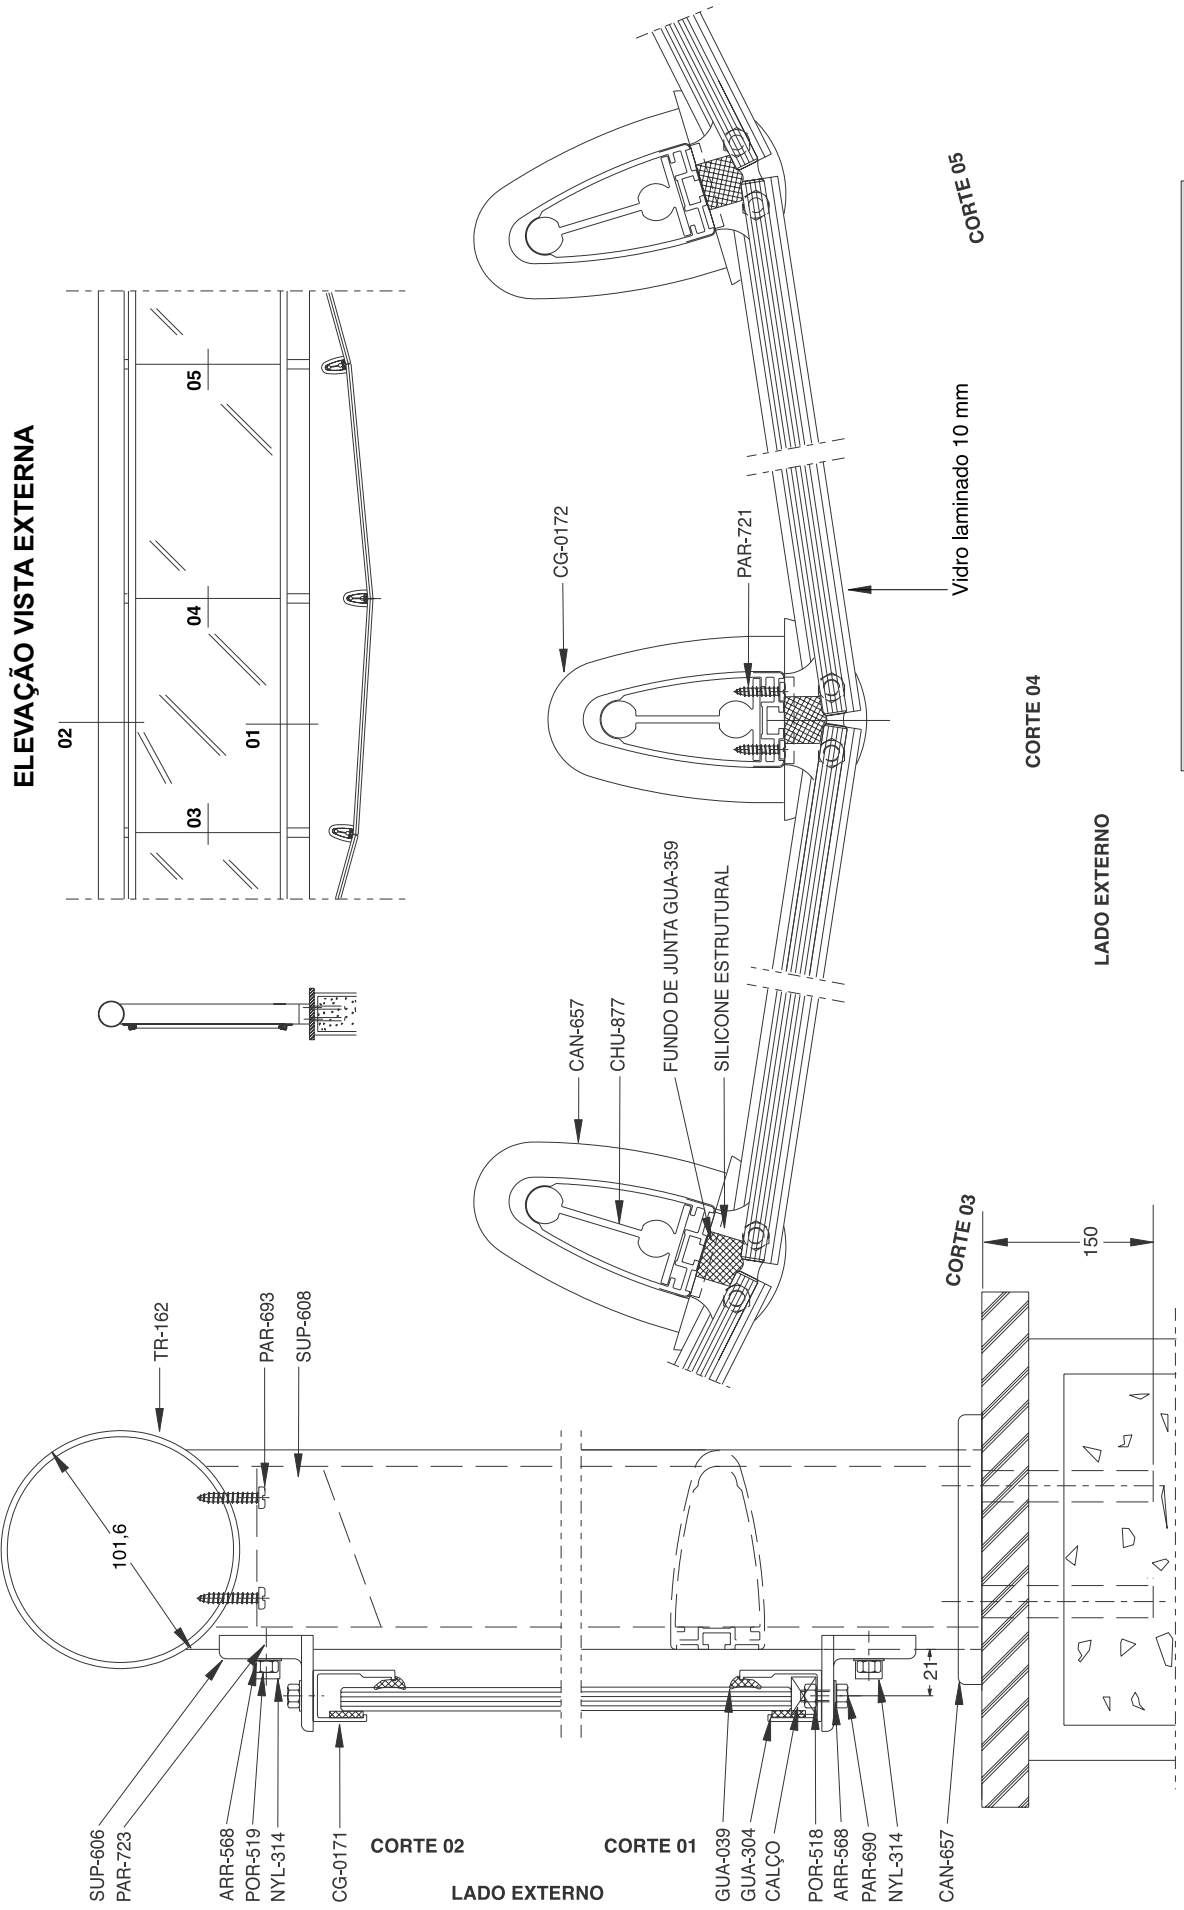 ELEVAÇÃO VISTA EXTERNA
02
03
04
05
01
TR-162
PAR-693
SUP-608
101,6
SUP-606
PAR-723
ARR-568
POR-519
NYL-314
CG-0171
CORTE 02
LADO EXTERNO
CORTE 01
GUA-039
GUA-304
CALÇO
POR-518
ARR-568
PAR-690
NYL-314
CAN-657
21
150
CAN-657
CHU-877
FUNDO DE JUNTA GUA-359
SILICONE ESTRUTURAL
CORTE 03
CG-0172
PAR-721
Vidro laminado 10 mm
CORTE 04
LADO EXTERNO
CORTE 05